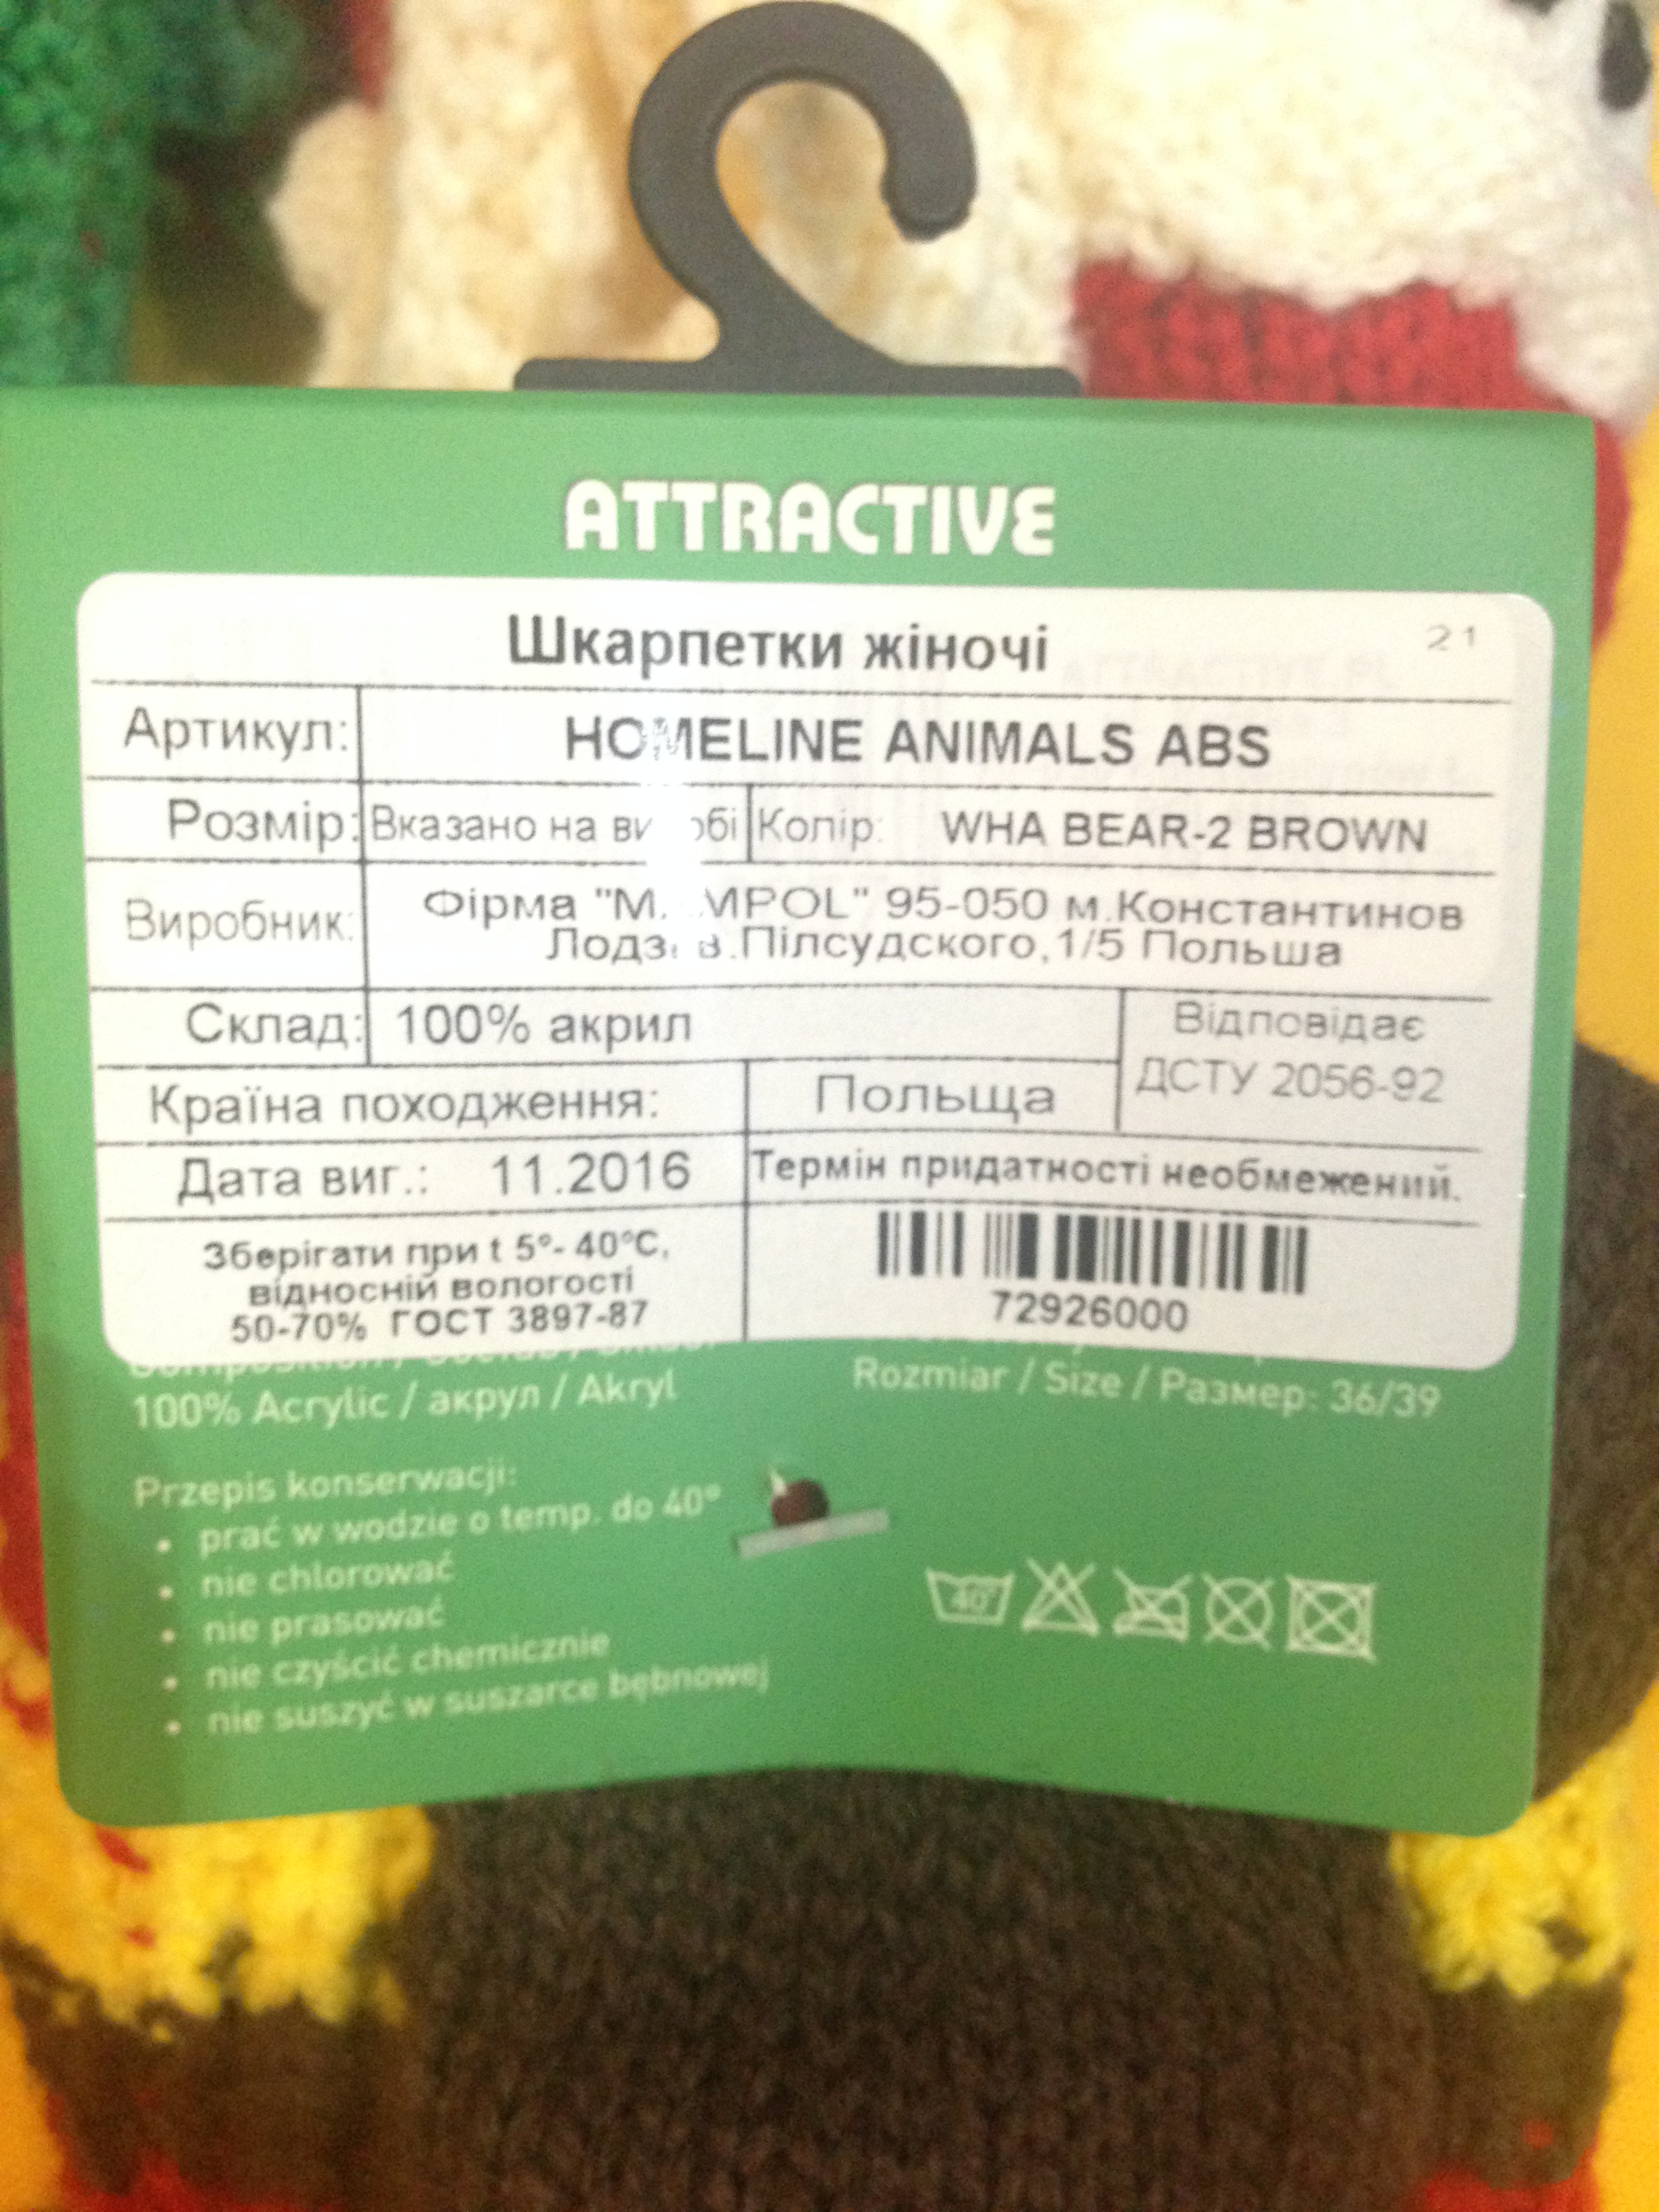 ATTRACTIVE
Шкарпетки жіночі
21
Артикул: HOMELINE ANIMALS ABS
Розмір: Вказано на Колір: WHA BEAR-2 BROWN
Виробник: Фірма 95-050 м.Константинов
в.Пілсудского,1/5 Польша
Склад: 100% акрил
Відповідає
ДСТУ 2056-92
Країна походження: Польща
Дата виг.: 11.2016 Термін придатності необмежений.
Зберігати при t 5°- 40°C,
відносній вологості
50-70% ГОСТ 3897-87
72926000
100% Acrylic / акрул / Akryl
Rozmiar / Size / Размер: 36/39
Przepis konserwacji:
• prać w wodzie o temp. do 40°
• nie chlorować
• nie prasować
• nie czyścić chemicznie
• nie suszyć w suszarce bębnowej
40°